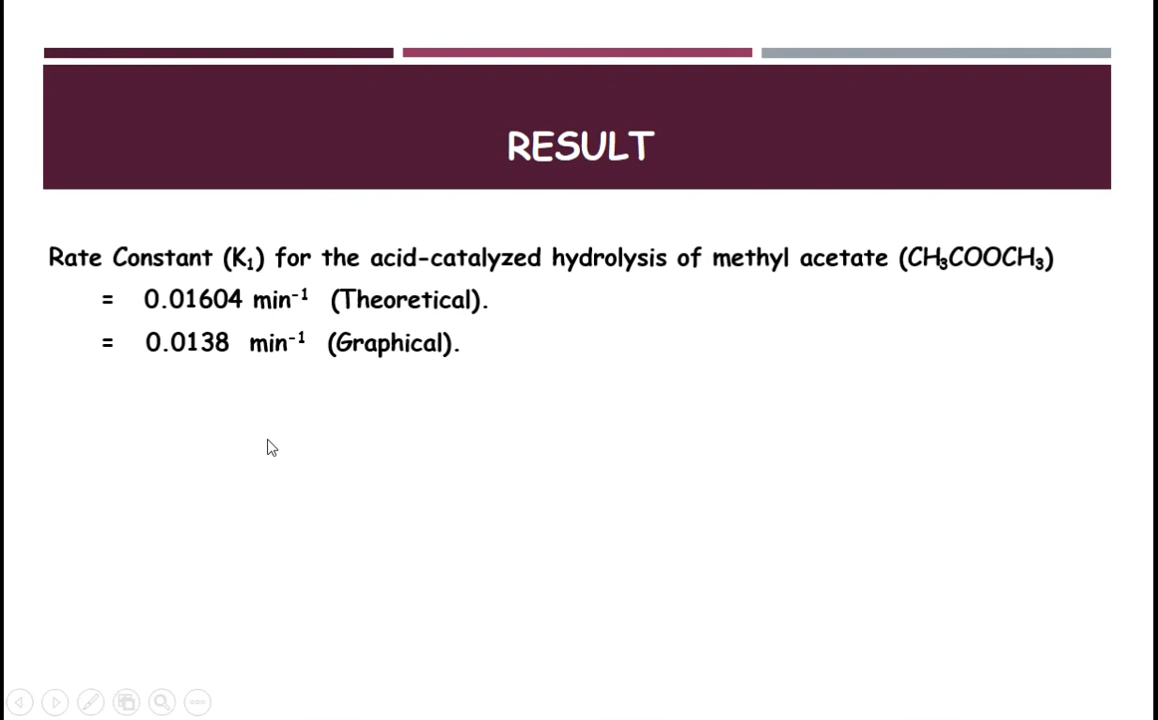 RESULT
Rate Constant (K₁) for the acid-catalyzed hydrolysis of methyl acetate (CH₃COOCH₃)
= 0.01604 min⁻¹ (Theoretical).
= 0.0138 min⁻¹ (Graphical).